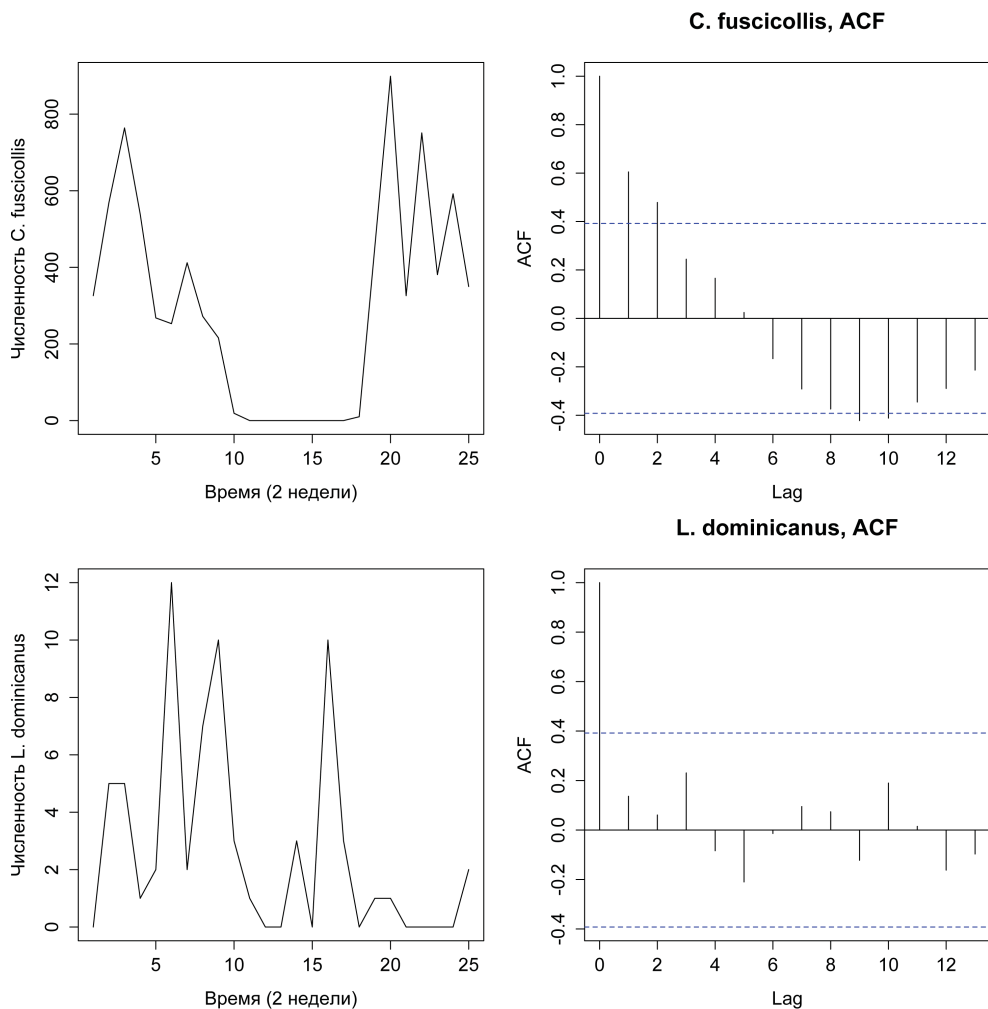 C. fuscicollis, ACF
Численность C. fuscicollis
0 200 400 600 800
5 10 15 20 25
Время (2 недели)
ACF
-0.4 -0.2 0.0 0.2 0.4 0.6 0.8 1.0
0 2 4 6 8 10 12
Lag
L. dominicanus, ACF
Численность L. dominicanus
0 2 4 6 8 10 12
5 10 15 20 25
Время (2 недели)
ACF
-0.4 -0.2 0.0 0.2 0.4 0.6 0.8 1.0
0 2 4 6 8 10 12
Lag